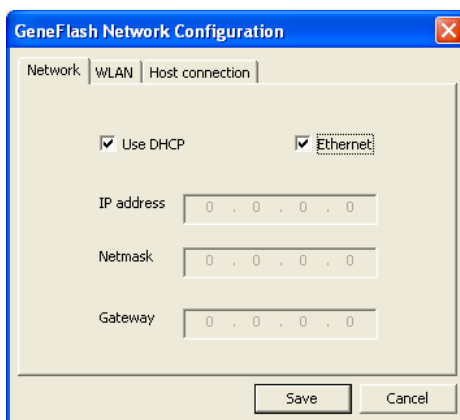 GeneFlash Network Configuration
Network WLAN Host connection
Use DHCP Ethernet
IP address 0 . 0 . 0 . 0
Netmask 0 . 0 . 0 . 0
Gateway 0 . 0 . 0 . 0
Save Cancel